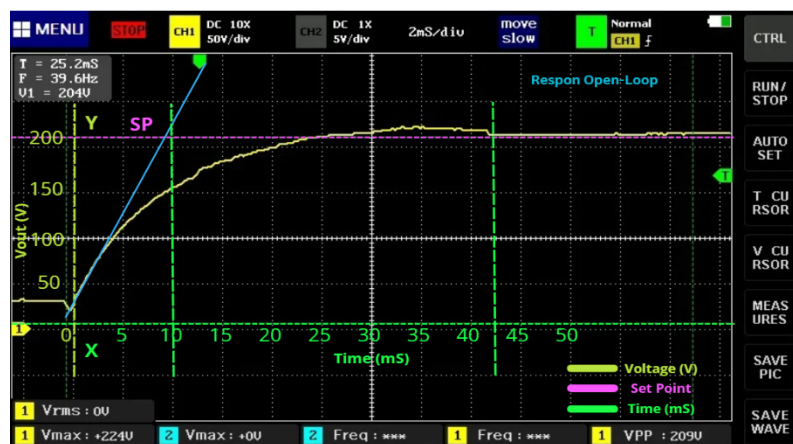 MENU STOP CH1 DC 10X 50V/div CH2 DC 1X 5V/div 2mS/div move slow T Normal CH1 CTRL
T = 25.2mS
F = 39.6Hz
V1 = 204V
Respon Open-Loop
RUN/
STOP
Y SP
200
AUTO
SET
150
T
T CU
RSOR
Vout (V)
100
V CU
RSOR
50
MEAS
URES
1 0 5 10 15 20 25 30 35 40 45 50
X
Time (mS)
Voltage (V)
Set Point
Time (mS)
SAVE
PIC
1 Vrms:0V
1 Vmax:+224V 2 Vmax:+0V 2 Freq:*** 1 Freq:*** 1 VPP :209V
SAVE
WAVE